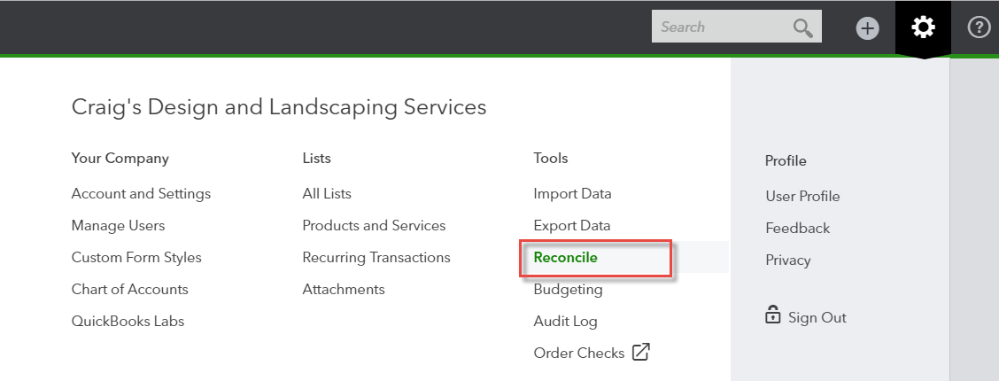 Search
?
Craig's Design and Landscaping Services
Your Company
Account and Settings
Manage Users
Custom Form Styles
Chart of Accounts
QuickBooks Labs
Lists
All Lists
Products and Services
Recurring Transactions
Attachments
Tools
Import Data
Export Data
Reconcile
Budgeting
Audit Log
Order Checks
Profile
User Profile
Feedback
Privacy
Sign Out